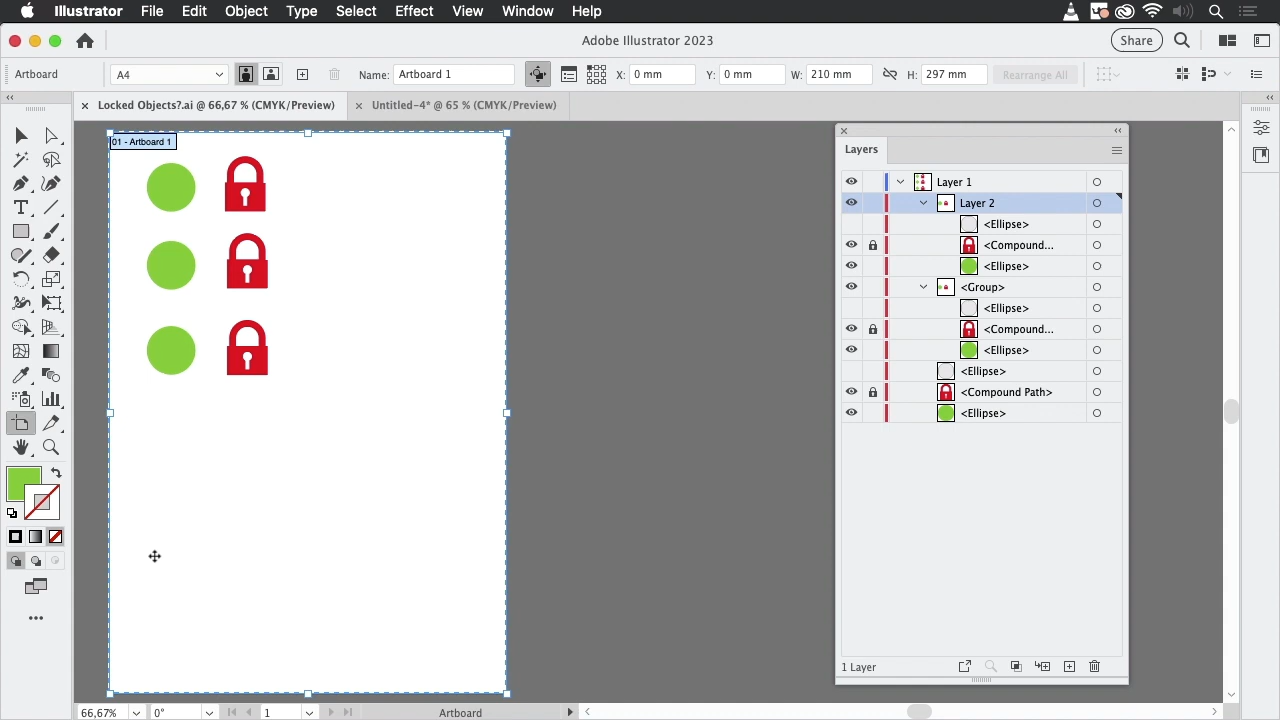 Illustrator File Edit Object Type Select Effect View Window Help
Adobe Illustrator 2023
Share
Artboard A4 Name: Artboard 1 X: 0 mm Y: 0 mm W: 210 mm H: 297 mm Rearrange All
Locked Objects?.ai @ 66,67 % (CMYK/Preview) Untitled-4* @ 65 % (CMYK/Preview)
01 - Artboard 1
Layers
Layer 1
Layer 2
<Ellipse>
<Compound...
<Ellipse>
<Group>
<Ellipse>
<Compound...
<Ellipse>
<Ellipse>
<Compound Path>
<Ellipse>
1 Layer
66,67% 0° 1 Artboard